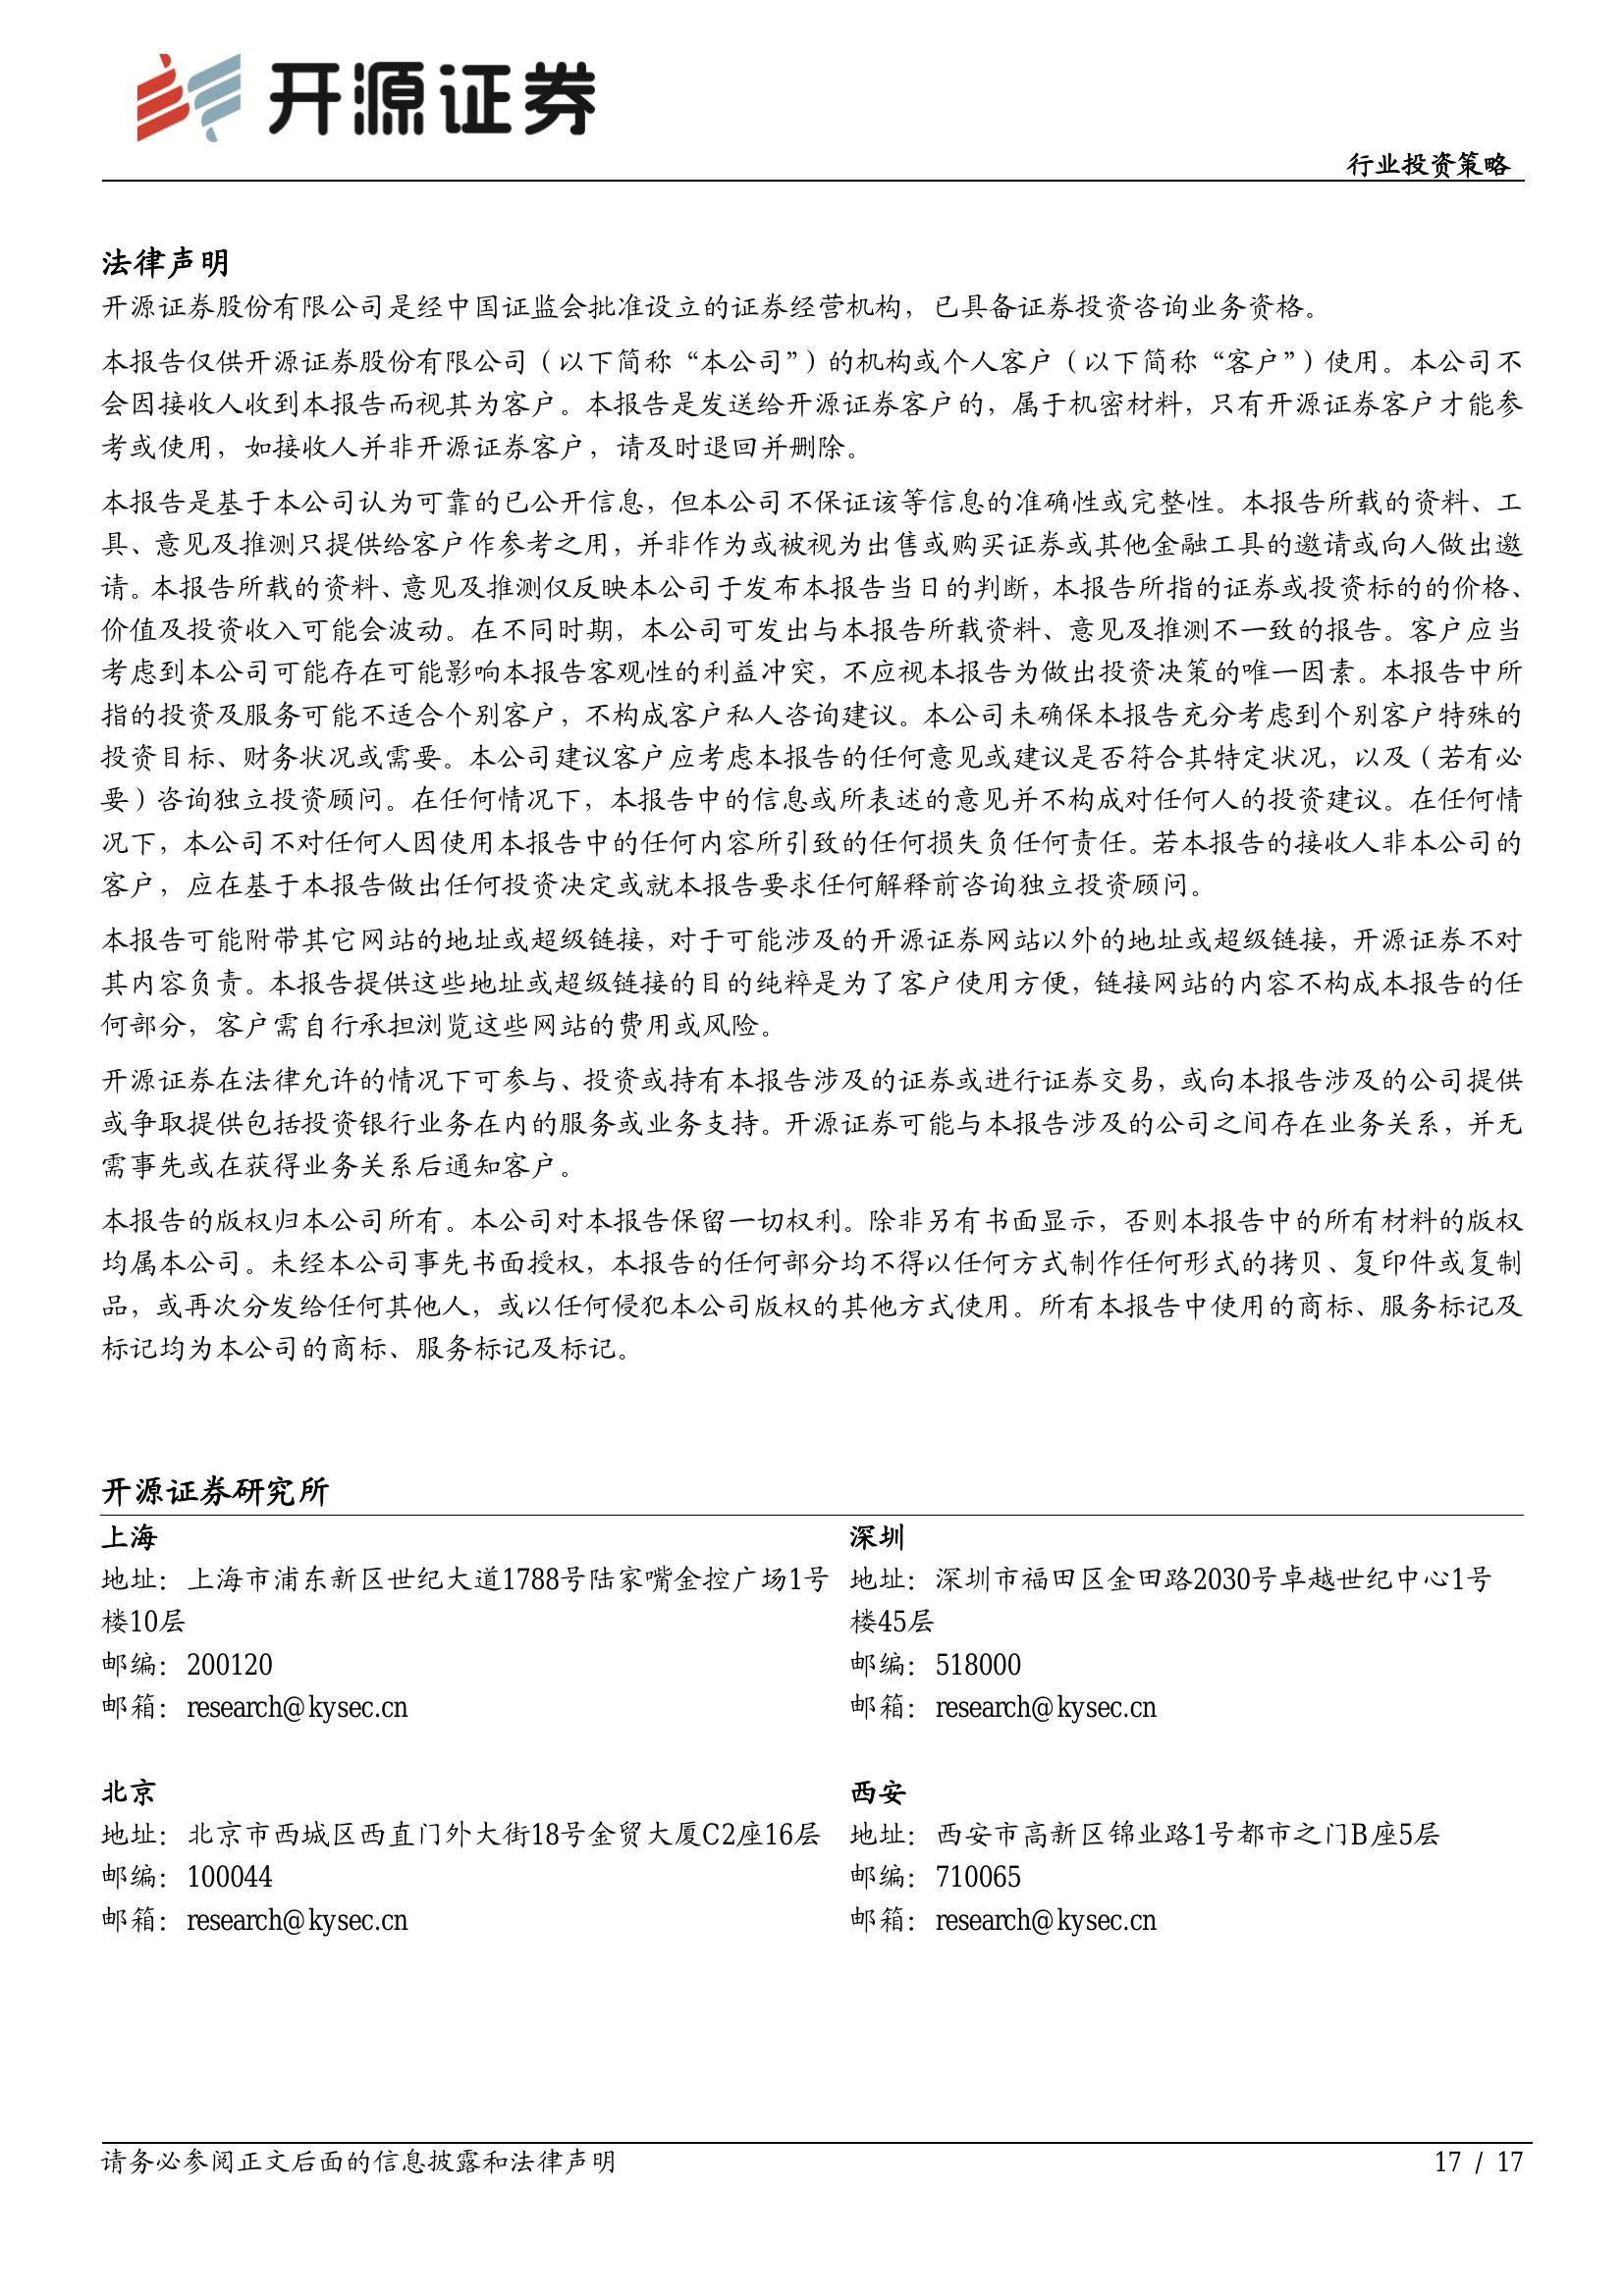 开源证券
行业投资策略
法律声明
开源证券股份有限公司是经中国证监会批准设立的证券经营机构，已具备证券投资咨询业务资格。
本报告仅供开源证券股份有限公司（以下简称“本公司”）的机构或个人客户（以下简称“客户”）使用。本公司不
会因接收人收到本报告而视其为客户。本报告是发送给开源证券客户的，属于机密材料，只有开源证券客户才能参
考或使用，如接收人并非开源证券客户，请及时退回并删除。
本报告是基于本公司认为可靠的已公开信息，但本公司不保证该等信息的准确性或完整性。本报告所载的资料、工
具、意见及推测只提供给客户作参考之用，并非作为或被视为出售或购买证券或其他金融工具的邀请或向人做出邀
请。本报告所载的资料、意见及推测仅反映本公司于发布本报告当日的判断，本报告所指的证券或投资标的的价格、
价值及投资收入可能会波动。在不同时期，本公司可发出与本报告所载资料、意见及推测不一致的报告。客户应当
考虑到本公司可能存在可能影响本报告客观性的利益冲突，不应视本报告为做出投资决策的唯一因素。本报告中所
指的投资及服务可能不适合个别客户，不构成客户私人咨询建议。本公司未确保本报告充分考虑到个别客户特殊的
投资目标、财务状况或需要。本公司建议客户应考虑本报告的任何意见或建议是否符合其特定状况，以及（若有必
要）咨询独立投资顾问。在任何情况下，本报告中的信息或所表述的意见并不构成对任何人的投资建议。在任何情
况下，本公司不对任何人因使用本报告中的任何内容所引致的任何损失负任何责任。若本报告的接收人非本公司的
客户，应在基于本报告做出任何投资决定或就本报告要求任何解释前咨询独立投资顾问。
本报告可能附带其它网站的地址或超级链接，对于可能涉及的开源证券网站以外的地址或超级链接，开源证券不对
其内容负责。本报告提供这些地址或超级链接的目的纯粹是为了客户使用方便，链接网站的内容不构成本报告的任
何部分，客户需自行承担浏览这些网站的费用或风险。
开源证券在法律允许的情况下可参与、投资或持有本报告涉及的证券或进行证券交易，或向本报告涉及的公司提供
或争取提供包括投资银行业务在内的服务或业务支持。开源证券可能与本报告涉及的公司之间存在业务关系，并无
需事先或在获得业务关系后通知客户。
本报告的版权归本公司所有。本公司对本报告保留一切权利。除非另有书面显示，否则本报告中的所有材料的版权
均属本公司。未经本公司事先书面授权，本报告的任何部分均不得以任何方式制作任何形式的拷贝、复印件或复制
品，或再次分发给任何其他人，或以任何侵犯本公司版权的其他方式使用。所有本报告中使用的商标、服务标记及
标记均为本公司的商标、服务标记及标记。
开源证券研究所
上海
地址：上海市浦东新区世纪大道1788号陆家嘴金控广场1号
楼10层
邮编：200120
邮箱：research@kysec.cn
深圳
地址：深圳市福田区金田路2030号卓越世纪中心1号
楼45层
邮编：518000
邮箱：research@kysec.cn
北京
地址：北京市西城区西直门外大街18号金贸大厦C2座16层
邮编：100044
邮箱：research@kysec.cn
西安
地址：西安市高新区锦业路1号都市之门B座5层
邮编：710065
邮箱：research@kysec.cn
请务必参阅正文后面的信息披露和法律声明
17 / 17